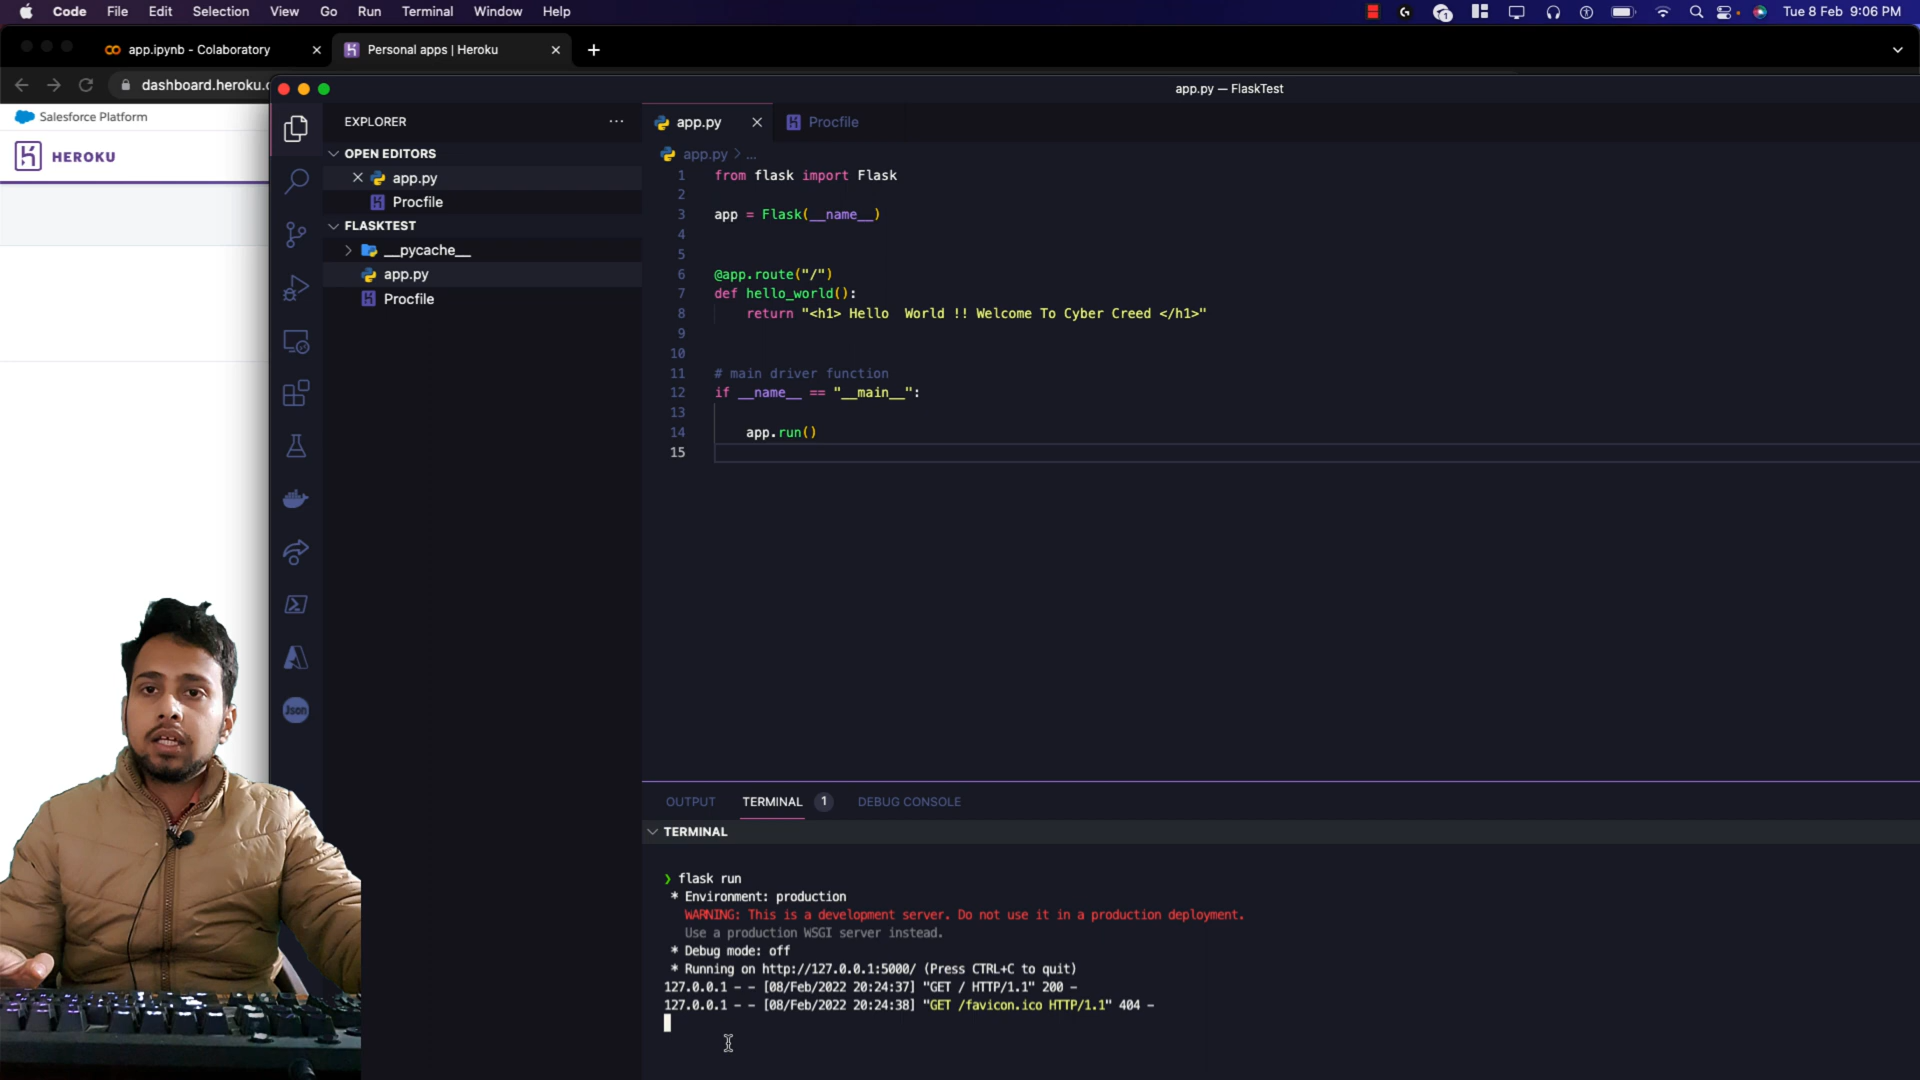 Code File Edit Selection View Go Run Terminal Window Help
1
Tue 8 Feb 9:06 PM
app.ipynb - Colaboratory
Personal apps | Heroku
dashboard.heroku.c
app.py — FlaskTest
Salesforce Platform
HEROKU
EXPLORER
OPEN EDITORS
app.py
Procfile
FLASKTEST
__pycache__
app.py
Procfile
Json
app.py
Procfile
app.py > ...
1 from flask import Flask
2
3 app = Flask(__name__)
4
5
6 @app.route("/")
7 def hello_world():
8 return "<h1> Hello  World !! Welcome To Cyber Creed </h1>"
9
10
11 # main driver function
12 if __name__ == "__main__":
13
14 app.run()
15
OUTPUT TERMINAL 1 DEBUG CONSOLE
TERMINAL
❯ flask run
* Environment: production
WARNING: This is a development server. Do not use it in a production deployment.
Use a production WSGI server instead.
* Debug mode: off
* Running on http://127.0.0.1:5000/ (Press CTRL+C to quit)
127.0.0.1 - - [08/Feb/2022 20:24:37] "GET / HTTP/1.1" 200 -
127.0.0.1 - - [08/Feb/2022 20:24:38] "GET /favicon.ico HTTP/1.1" 404 -